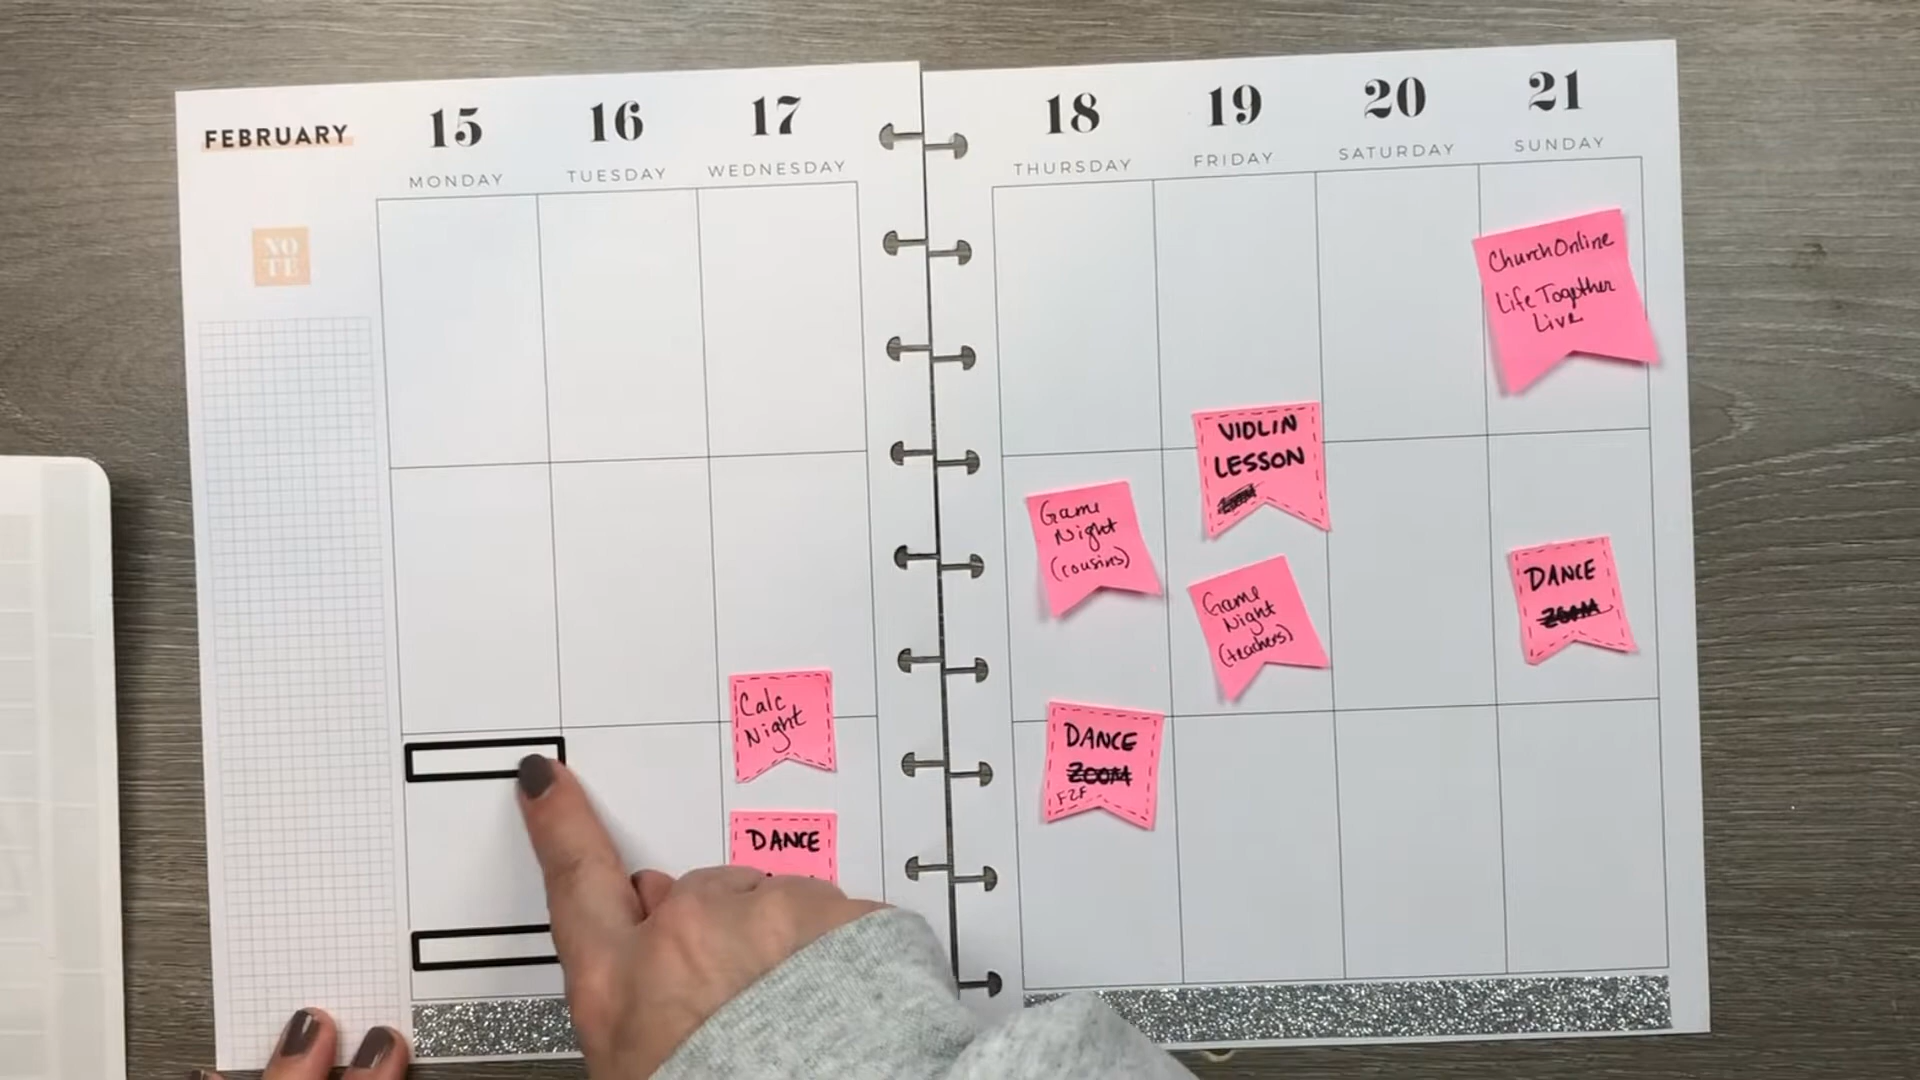 FEBRUARY
15
MONDAY
16
TUESDAY
17
WEDNESDAY
18
THURSDAY
19
FRIDAY
20
SATURDAY
21
SUNDAY
NO
TE
Church Online
Life Together
Live
VIOLIN
LESSON
Game
Night
(cousins)
Game
Night
(teachers)
DANCE
ZOOM
Calc
Night
DANCE
ZOOM
F2F
DANCE